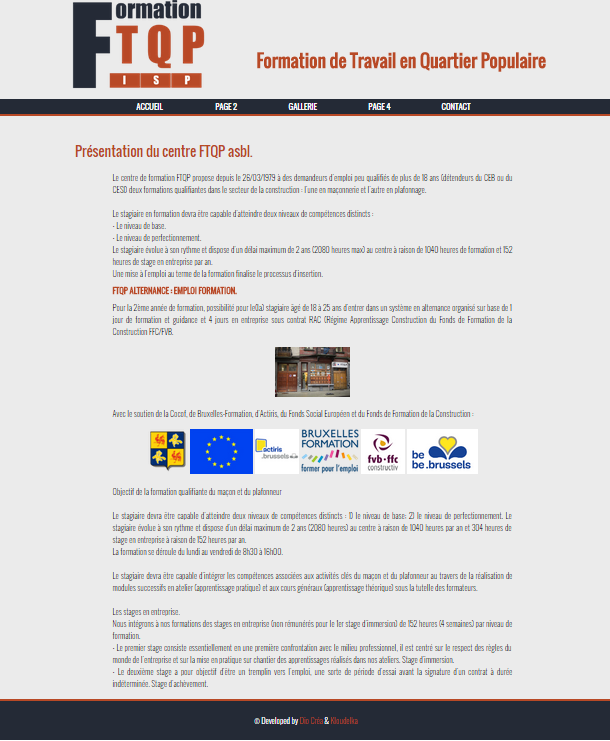 Formation
FTQP
ISP
Formation de Travail en Quartier Populaire
ACCUEIL PAGE 2 GALLERIE PAGE 4 CONTACT
Présentation du centre FTQP asbl.
Le centre de formation FTQP propose depuis le 26/03/1979 à des demandeurs d'emploi peu qualifiés de plus de 18 ans (détendeurs du CEB ou du
CESI) deux formations qualifiantes dans le secteur de la construction : l'une en maçonnerie et l'autre en plafonnage.
Le stagiaire en formation devra être capable d'atteindre deux niveaux de compétences distincts :
- Le niveau de base.
- Le niveau de perfectionnement.
Le stagiaire évolue à son rythme et dispose d'un délai maximum de 2 ans (2080 heures max) au centre à raison de 1040 heures de formation et 152
heures de stage en entreprise par an.
Une mise à l'emploi au terme de la formation finalise le processus d'insertion.
FTQP ALTERNANCE : EMPLOI FORMATION.
Pour la 2ème année de formation, possibilité pour le(la) stagiaire âgé de 18 à 25 ans d'entrer dans un système en alternance organisé sur base de 1
jour de formation et guidance et 4 jours en entreprise sous contrat RAC (Régime Apprentissage Construction du Fonds de Formation de la
Construction FFC/FVB.
Avec le soutien de la Cocof, de Bruxelles-Formation, d'Actiris, du Fonds Social Européen et du Fonds de Formation de la Construction :
actiris
.brussels
BRUXELLES
FORMATION
former pour l'emploi
fvb·ffc
constructiv
be
be.brussels
Objectif de la formation qualifiante du maçon et du plafonneur
Le stagiaire devra être capable d'atteindre deux niveaux de compétences distincts : 1) le niveau de base; 2) le niveau de perfectionnement. Le
stagiaire évolue à son rythme et dispose d'un délai maximum de 2 ans (2080 heures) au centre à raison de 1040 heures par an et 304 heures de
stage en entreprise à raison de 152 heures par an.
La formation se déroule du lundi au vendredi de 8h30 à 16h00.
Le stagiaire devra être capable d'intégrer les compétences associées aux activités clés du maçon et du plafonneur au travers de la réalisation de
modules successifs en atelier (apprentissage pratique) et aux cours généraux (apprentissage théorique) sous la tutelle des formateurs.
Les stages en entreprise.
Nous intégrons à nos formations des stages en entreprise (non rémunérés pour le 1er stage d'immersion) de 152 heures (4 semaines) par niveau de
formation.
- Le premier stage consiste essentiellement en une première confrontation avec le milieu professionnel, il est centré sur le respect des règles du
monde de l'entreprise et sur la mise en pratique sur chantier des apprentissages réalisés dans nos ateliers. Stage d'immersion.
- Le deuxième stage a pour objectif d'être un tremplin vers l'emploi, une sorte de période d'essai avant la signature d'un contrat à durée
indéterminée. Stage d'achèvement.
© Developed by Dio Créa & Kloudelka